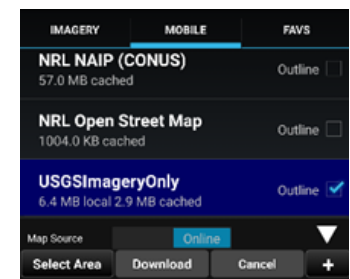 IMAGERY MOBILE FAVS
NRL NAIP (CONUS)
57.0 MB cached Outline
NRL Open Street Map
1004.0 KB cached Outline
USGSImageryOnly
6.4 MB local 2.9 MB cached Outline
Map Source Online
Select Area Download Cancel +